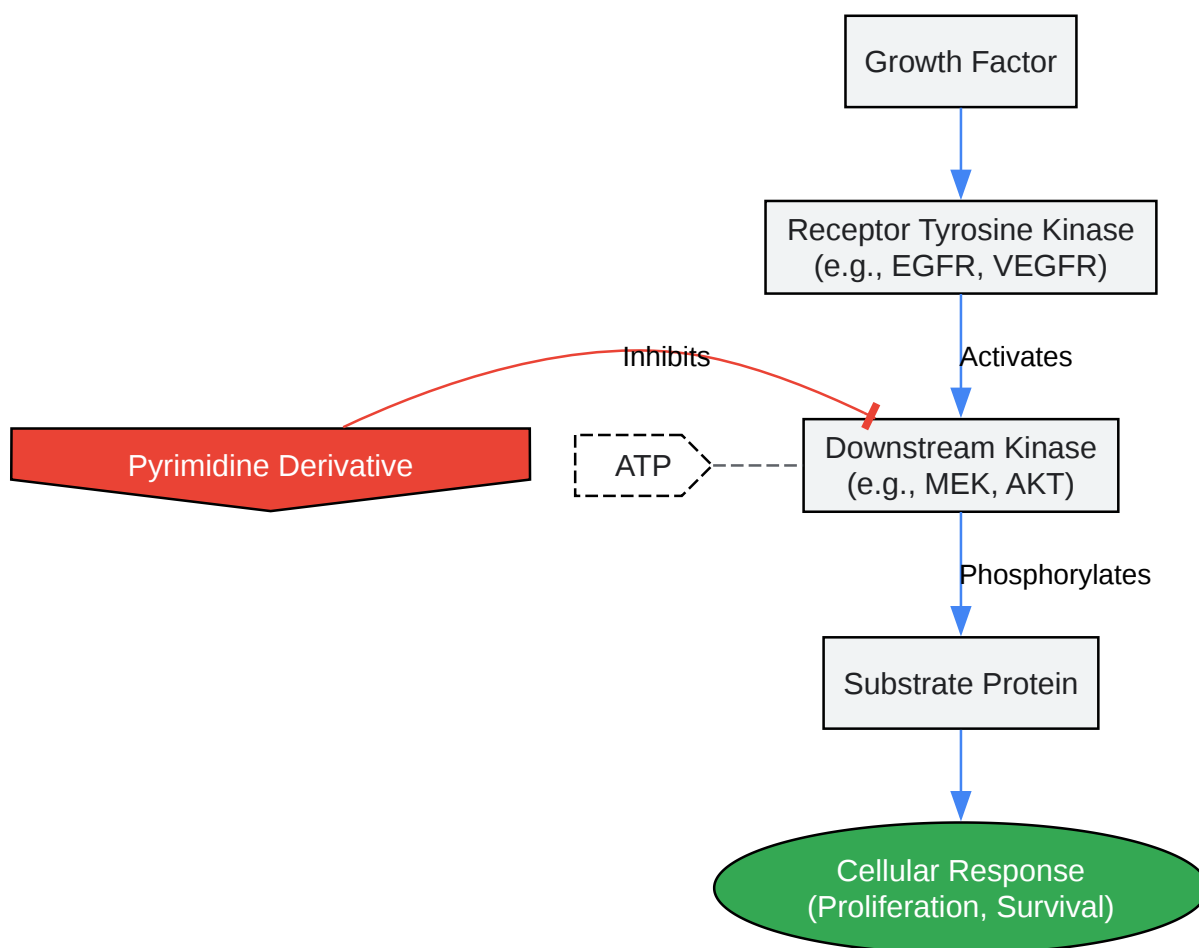 Growth Factor
Receptor Tyrosine Kinase
(e.g., EGFR, VEGFR)
Inhibits
Activates
Pyrimidine Derivative
ATP
Downstream Kinase
(e.g., MEK, AKT)
Phosphorylates
Substrate Protein
Cellular Response
(Proliferation, Survival)